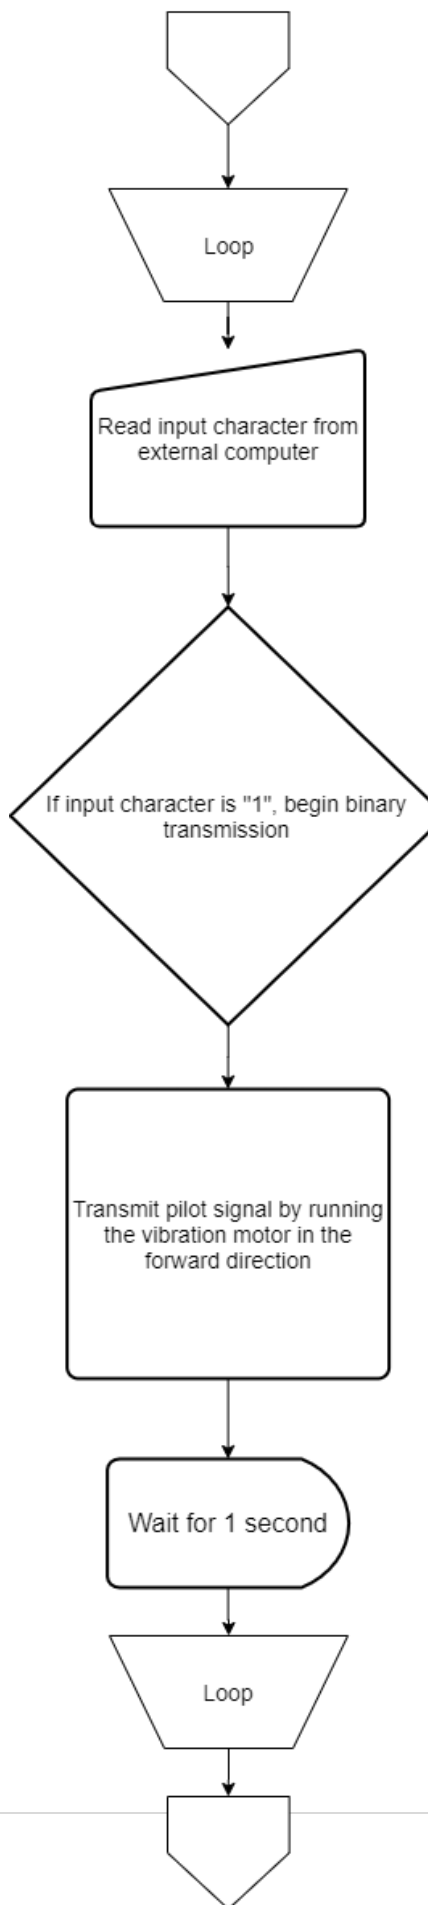 Loop
Read input character from
external computer
If input character is "1", begin binary
transmission
Transmit pilot signal by running
the vibration motor in the
forward direction
Wait for 1 second
Loop